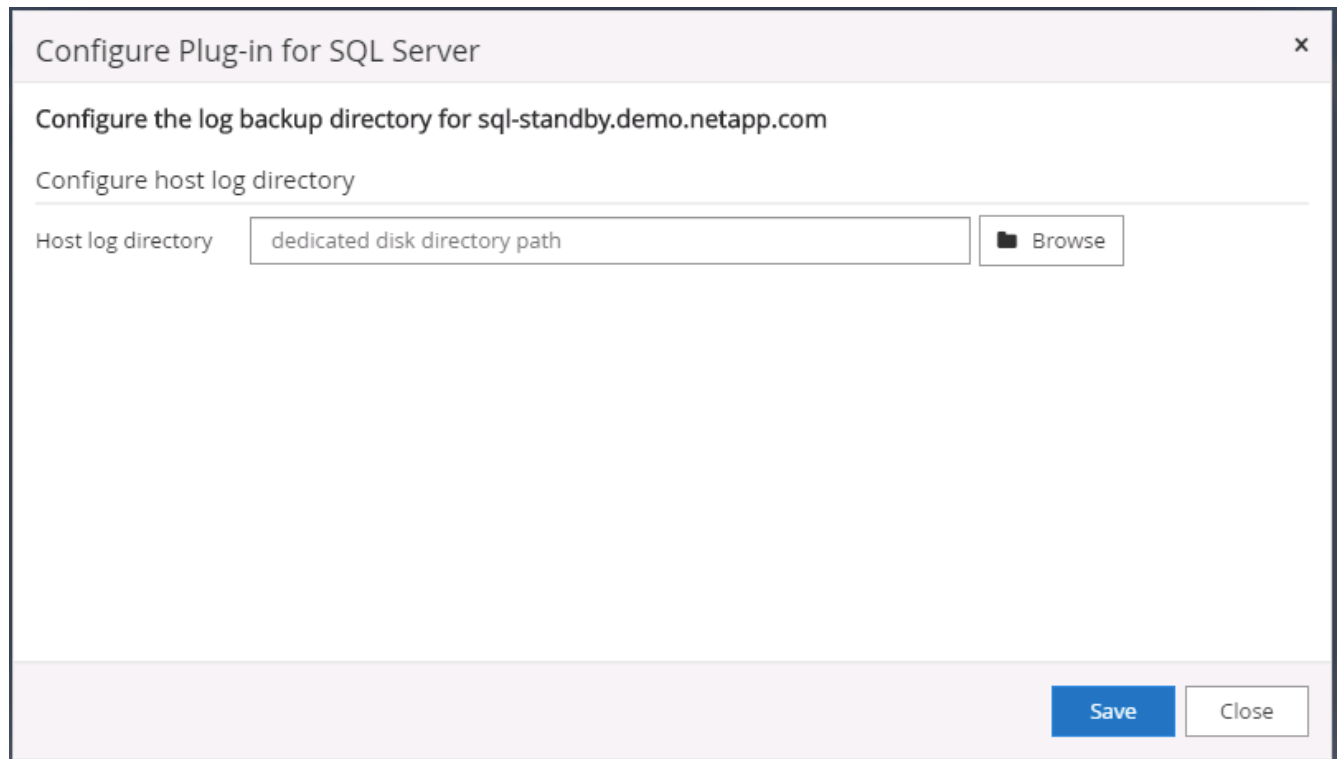 Configure Plug-in for SQL Server ×
Configure the log backup directory for sql-standby.demo.netapp.com
Configure host log directory
Host log directory dedicated disk directory path Browse
Save Close